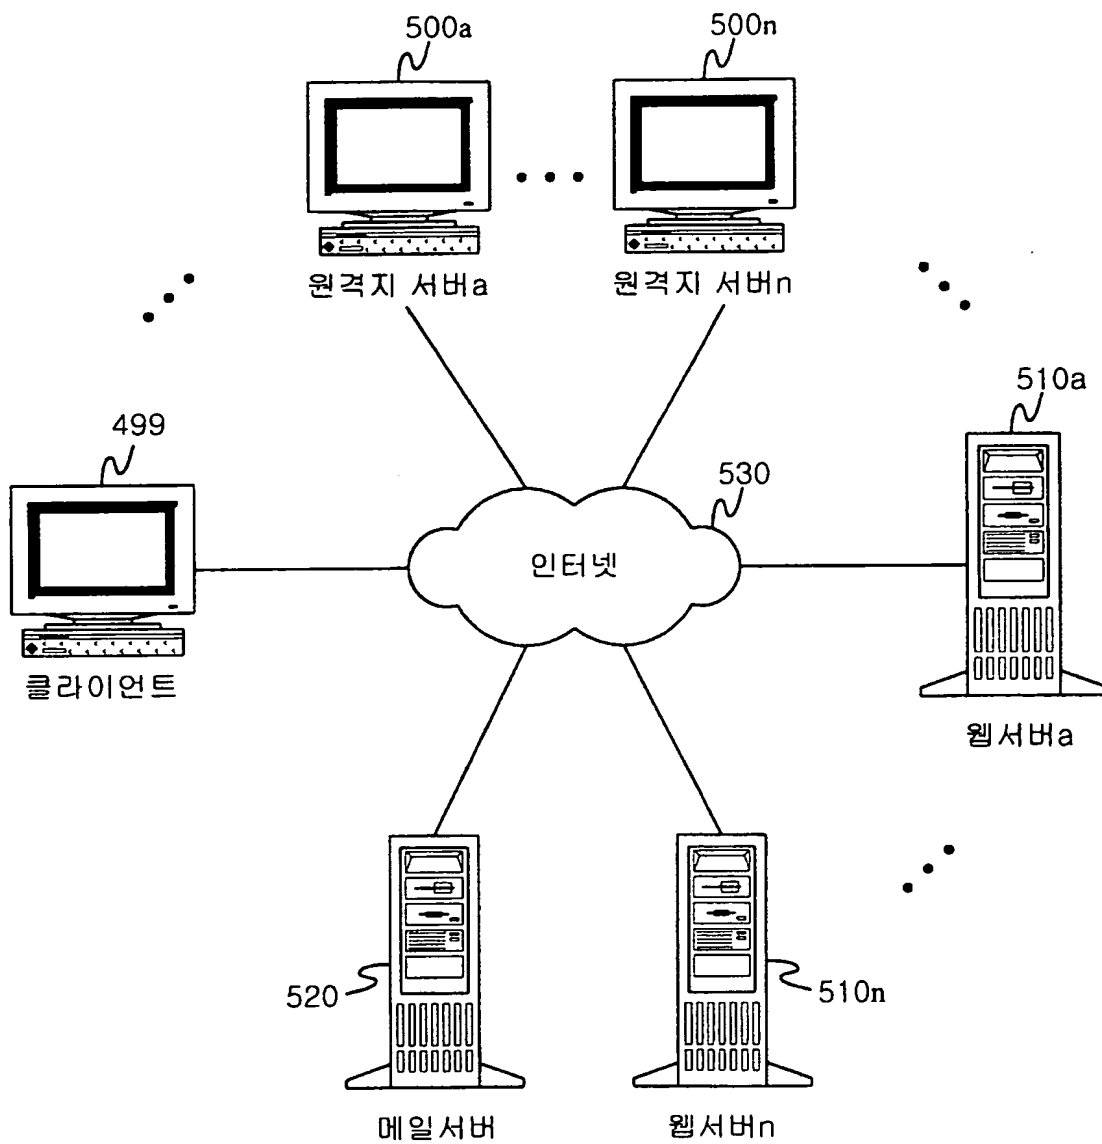 500a
500n
원격지 서버a
원격지 서버n
510a
499
530
인터넷
클라이언트
웹서버a
520
510n
메일서버
웹서버n